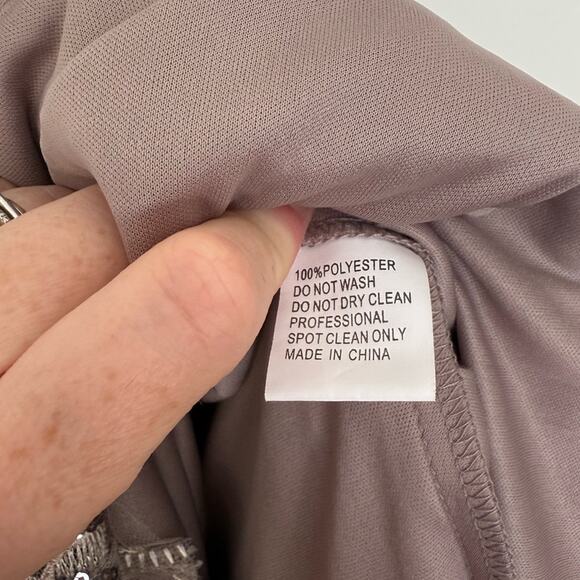 100%POLYESTER
DO NOT WASH
DO NOT DRY CLEAN
PROFESSIONAL
SPOT CLEAN ONLY
MADE IN CHINA